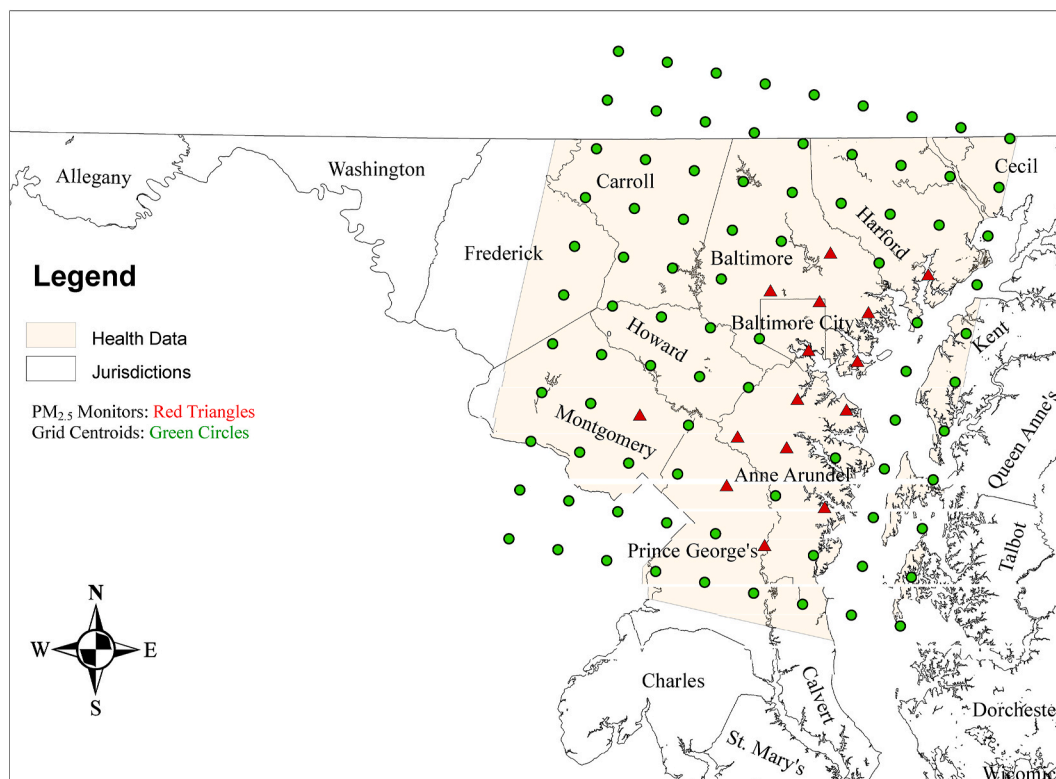 Allegany
Washington
Carroll
Cecil
Frederick
Harford
Baltimore
Legend
Health Data
Jurisdictions
PM2.5 Monitors: Red Triangles
Grid Centroids: Green Circles
Baltimore City
Howard
Kent
Montgomery
Queen Anne's
Anne Arundel
Prince George's
Talbot
N
W E
S
Charles
Calvert
St. Mary's
Dorcheste
Wicomic